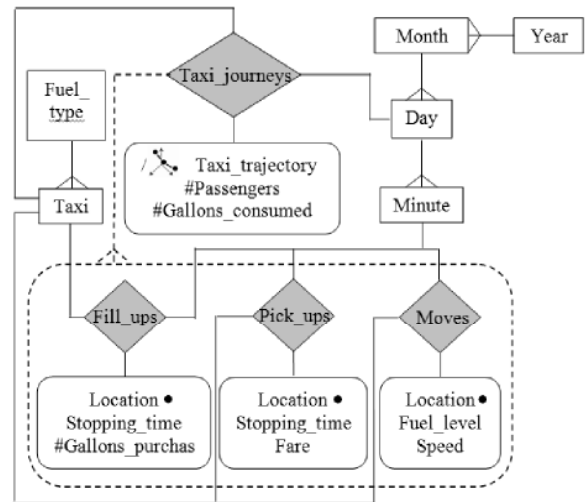 Month
Year
Taxi_journeys
Fuel_
type
Day
Taxi_trajectory
#Passengers
#Gallons_consumed
Taxi
Minute
Fill_ups
Pick_ups
Moves
Location
Stopping_time
#Gallons_purchas
Location
Stopping_time
Fare
Location
Fuel_level
Speed